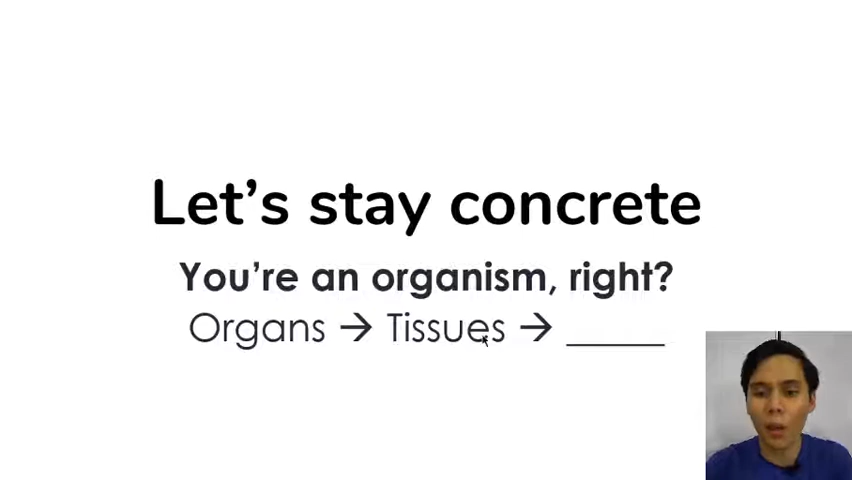 Let’s stay concrete
You’re an organism, right?
Organs → Tissues → _____